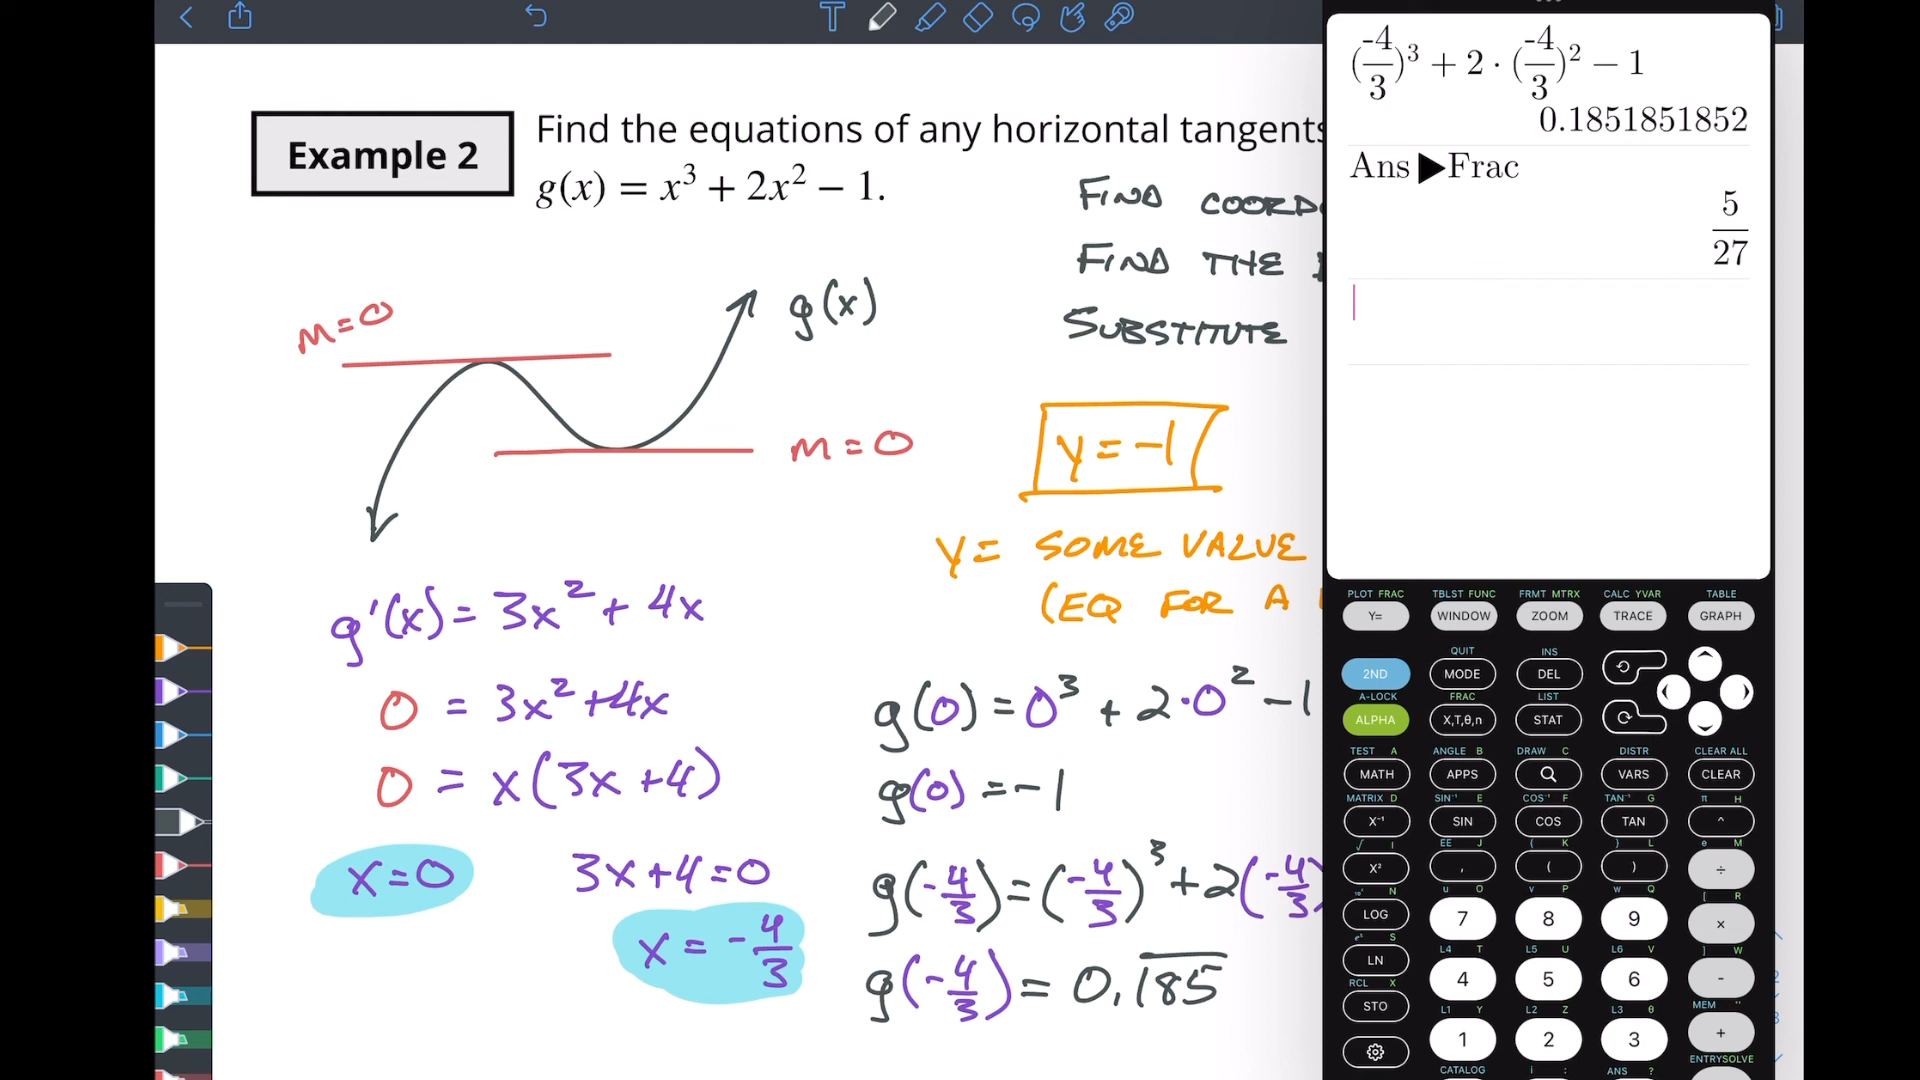 Example 2
Find the equations of any horizontal tangents
g(x) = x³ + 2x² − 1.
FIND COORD
FIND THE
SUBSTITUTE
m=0
g(x)
m=0
y=-1
y= SOME VALUE
(EQ FOR A
g'(x)= 3x²+ 4x
0 = 3x²+4x
0 = x(3x+4)
x=0
3x+4=0
x = -4/3
g(0)=0³+2·0²-1
g(0)=-1
g(-4/3)=(-4/3)³+2(-4/3)
g(-4/3)= 0.1̅8̅5̅
(-4/3)³ + 2 · (-4/3)² − 1
0.1851851852
Ans ▶Frac
5/27
PLOT FRAC TBLST FUNC FRMT MTRX CALC YVAR TABLE
Y= WINDOW ZOOM TRACE GRAPH
QUIT INS
2ND MODE DEL
A-LOCK FRAC LIST
ALPHA X,T,θ,n STAT
TEST A ANGLE B DRAW C DISTR CLEAR ALL
MATH APPS VARS CLEAR
MATRIX D SIN⁻¹ E COS⁻¹ F TAN⁻¹ G π H
X⁻¹ SIN COS TAN ^
√ I EE J { K } L e M
X² , ( ) ÷
10ˣ N u O v P w Q [ R
LOG 7 8 9 ×
eˣ S L4 T L5 U L6 V ] W
LN 4 5 6 -
RCL X L1 Y L2 Z L3 θ MEM "
STO 1 2 3 +
CATALOG i : ANS ? ENTRYSOLVE